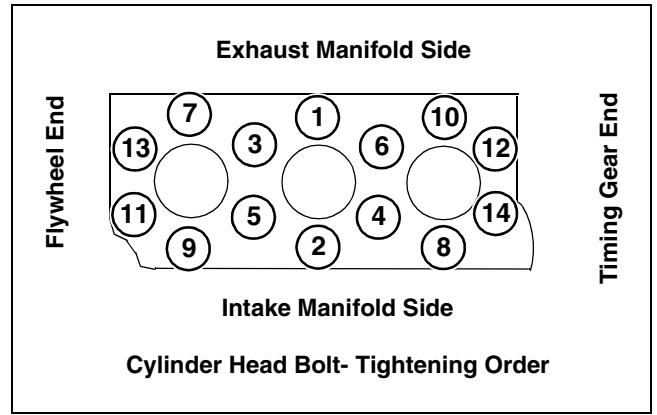 Exhaust Manifold Side
Flywheel End
Timing Gear End
7 1 10
13 3 6 12
11 5 4 14
9 2 8
Intake Manifold Side
Cylinder Head Bolt- Tightening Order